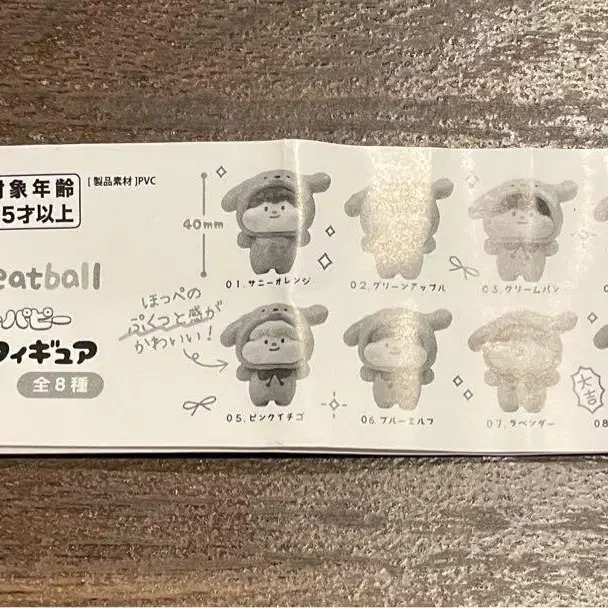 対象年齢
15才以上
[製品素材]PVC
40mm
eatball
パピー
フィギュア
全8種
01.サニーオレンジ
02.グリーンアップル
03.クリームパン
ほっぺの
ぷくっと感が
かわいい!
05.ピンクイチゴ
06.ブルーエルフ
07.ラベンダー
大吉
08